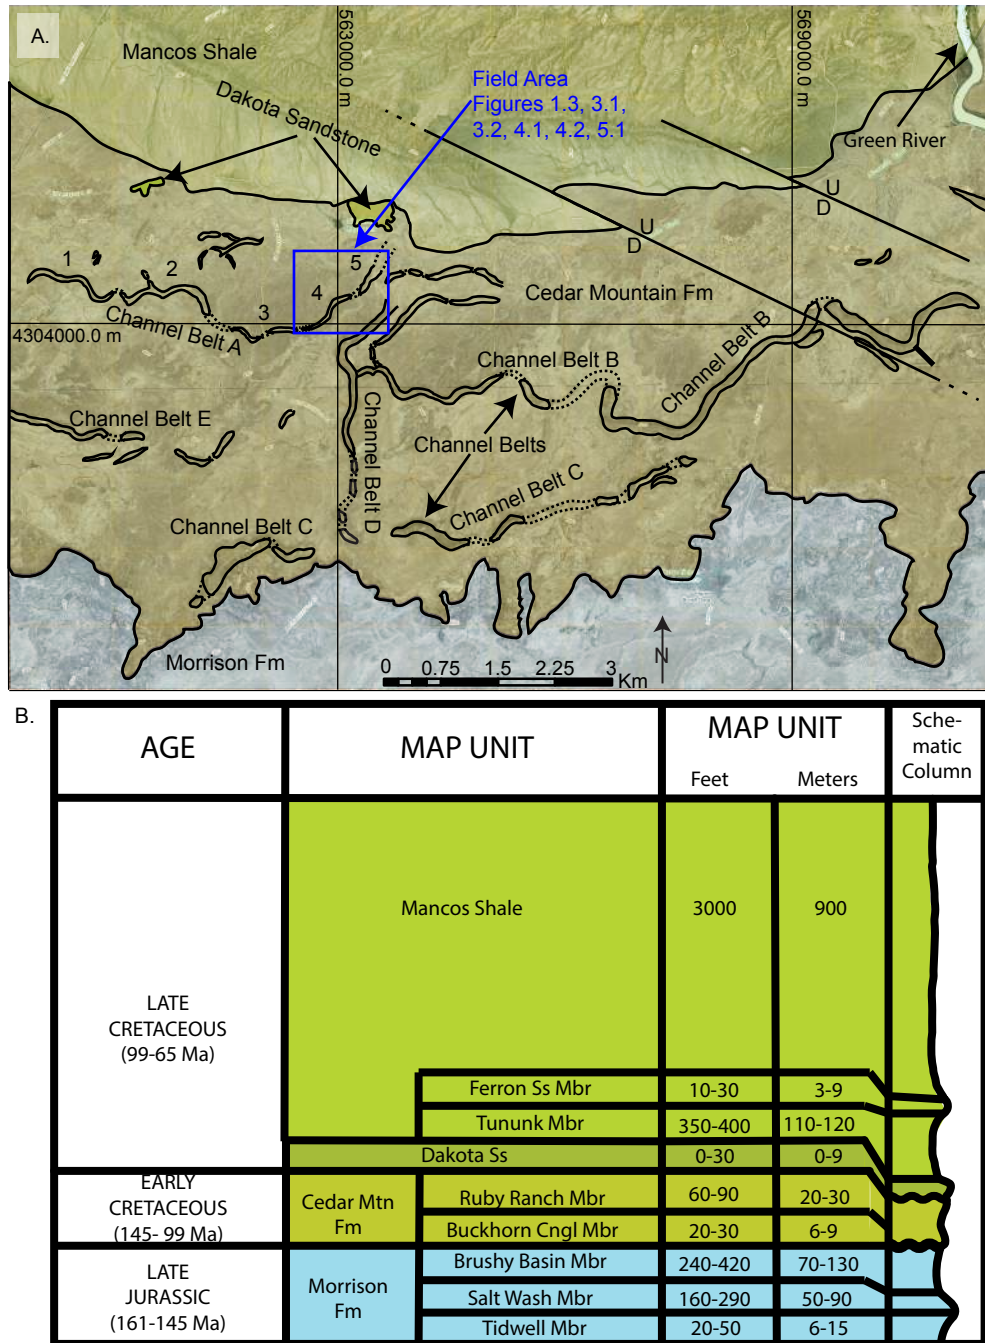 A.
Mancos Shale
Dakota Sandstone
563000.0 m
569000.0 m
Field Area
Figures 1.3, 3.1,
3.2, 4.1, 4.2, 5.1
Green River
U
D
U
D
1
2
3
4
5
Cedar Mountain Fm
4304000.0 m
Channel Belt A
Channel Belt B
Channel Belt B
Channel Belt E
Channel Belt D
Channel Belts
Channel Belt C
Channel Belt C
Morrison Fm
0 0.75 1.5 2.25 3
Km
N
B.
AGE
MAP UNIT
MAP UNIT
Feet Meters
Sche-
matic
Column
Mancos Shale 3000 900
LATE
CRETACEOUS
(99-65 Ma)
Ferron Ss Mbr 10-30 3-9
Tununk Mbr 350-400 110-120
Dakota Ss 0-30 0-9
EARLY
CRETACEOUS
(145- 99 Ma)
Cedar Mtn
Fm
Ruby Ranch Mbr 60-90 20-30
Buckhorn Cngl Mbr 20-30 6-9
LATE
JURASSIC
(161-145 Ma)
Morrison
Fm
Brushy Basin Mbr 240-420 70-130
Salt Wash Mbr 160-290 50-90
Tidwell Mbr 20-50 6-15